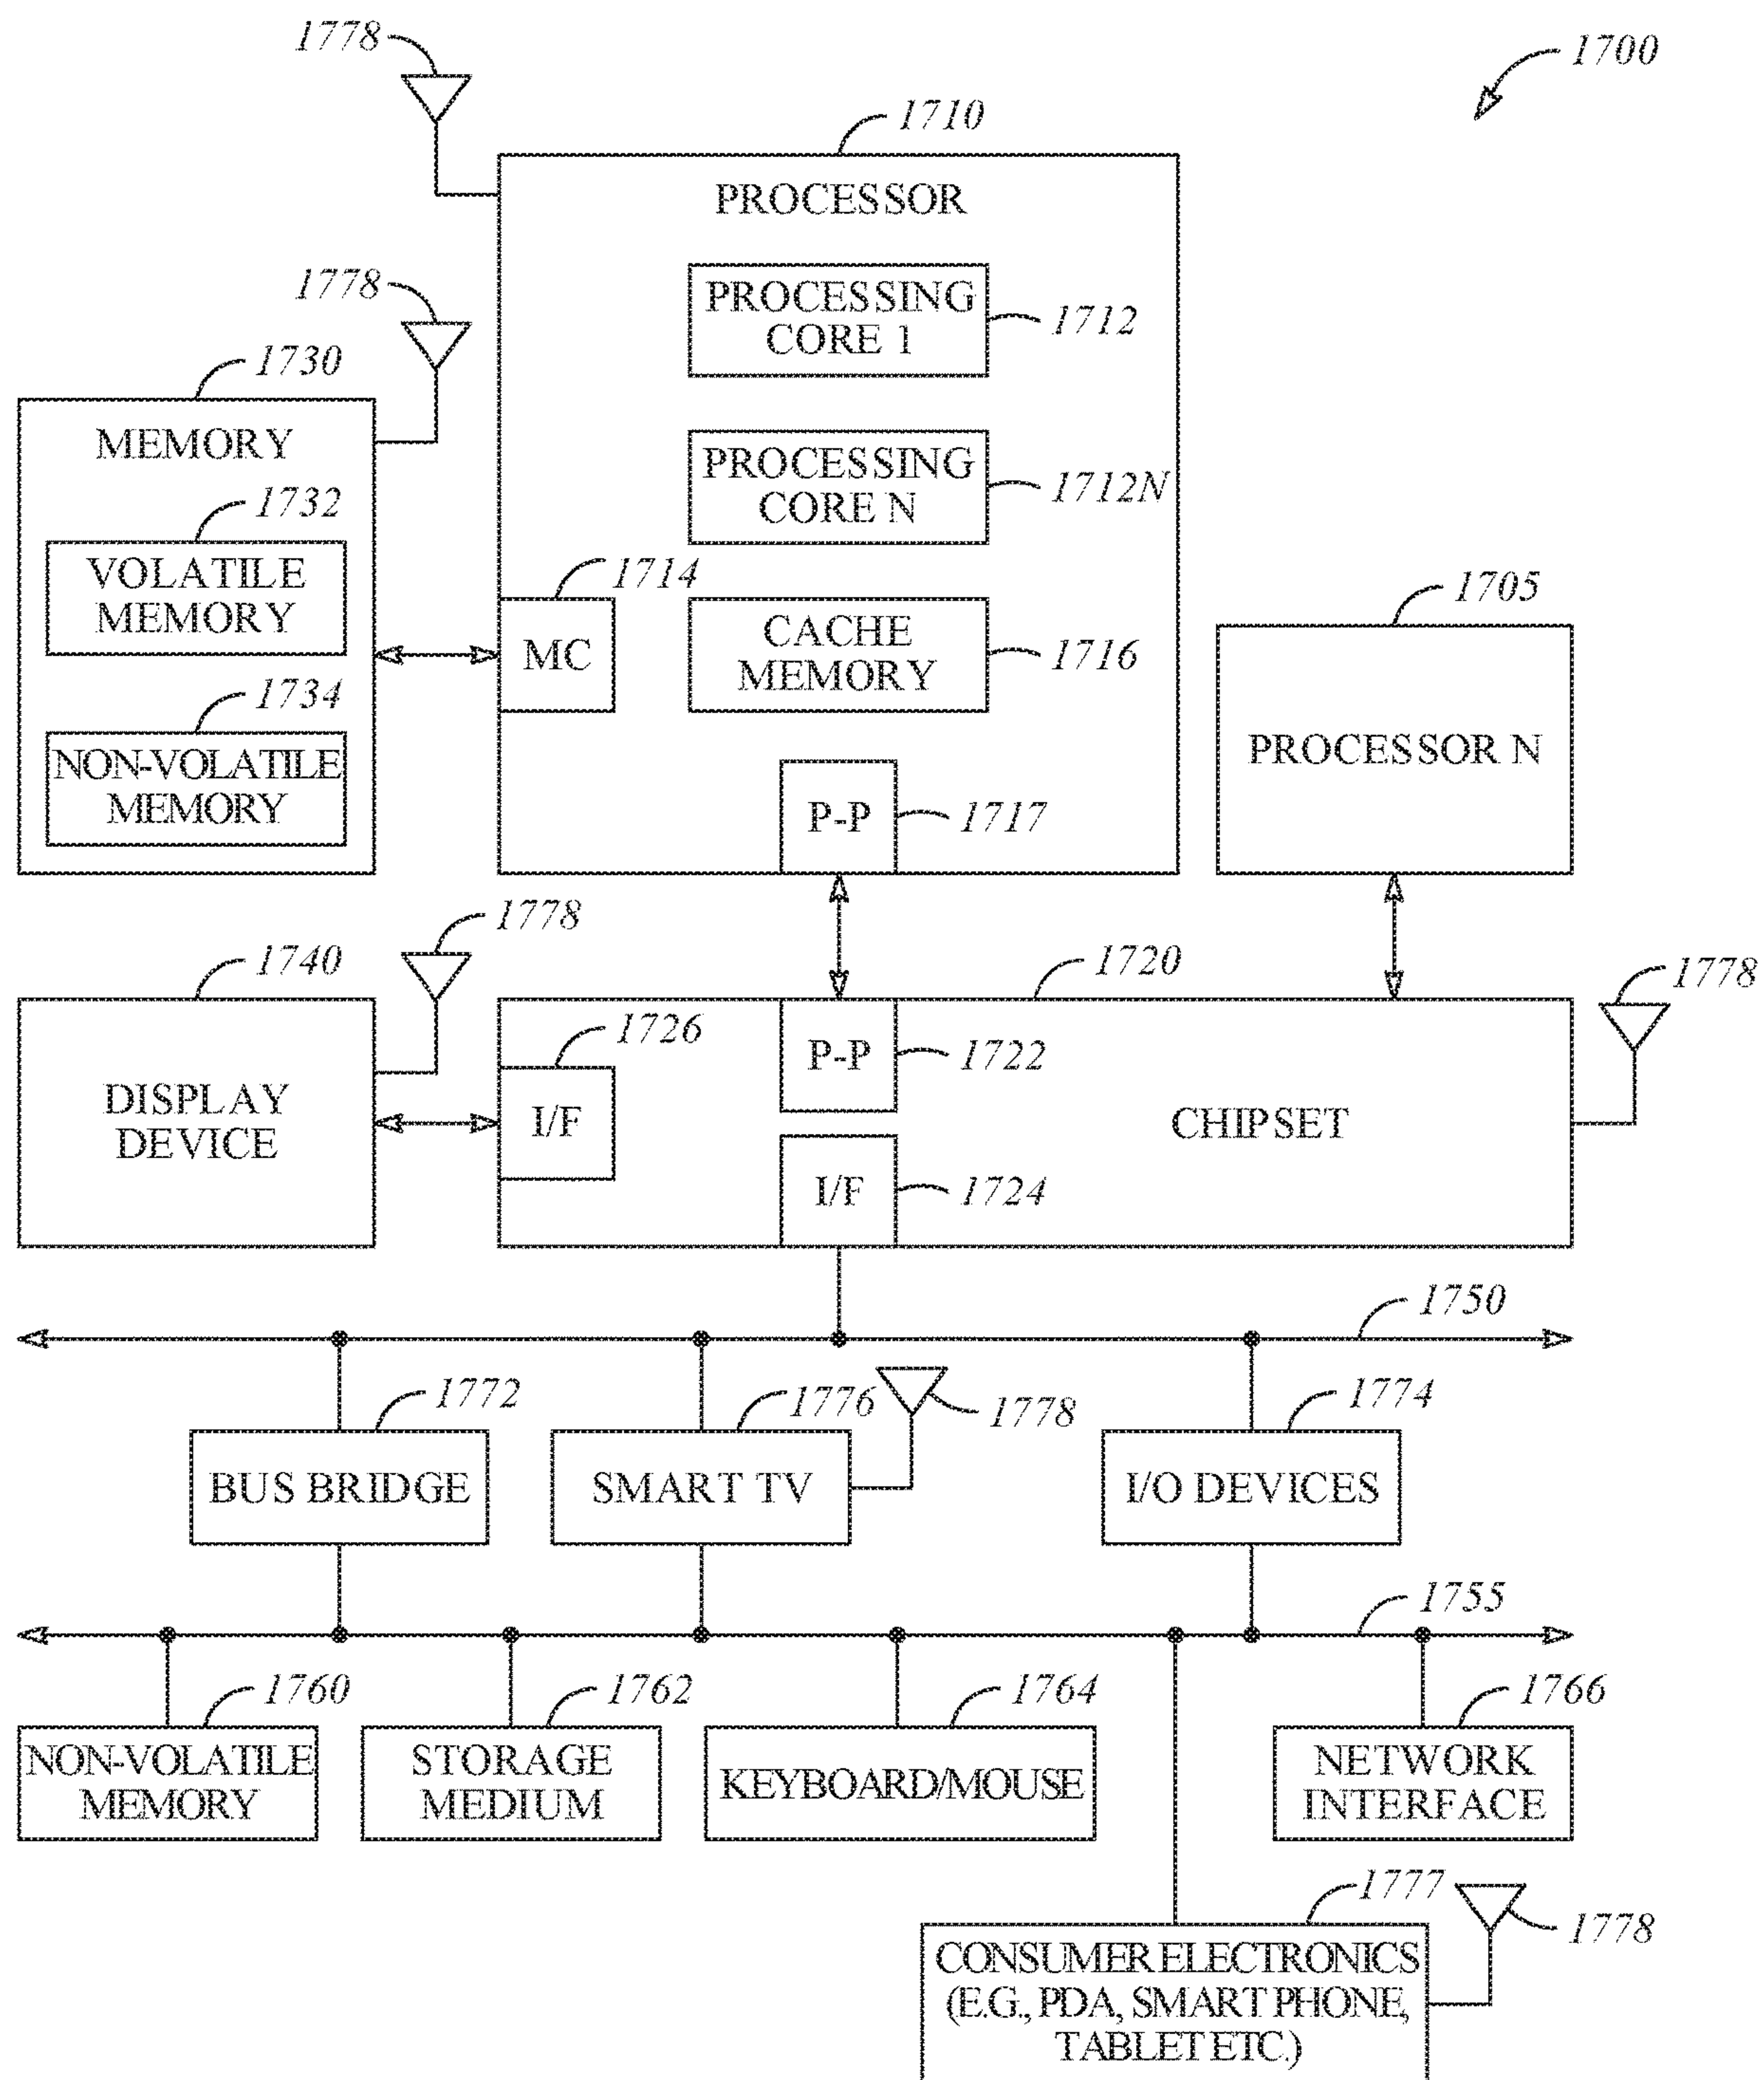 1778
1700
1710
PROCESSOR
PROCESSING
CORE 1
1712
1778
1730
MEMORY
PROCESSING
CORE N
1712N
1732
VOLATILE
MEMORY
1714
MC
CACHE
MEMORY
1716
1705
PROCESSOR N
1734
NON-VOLATILE
MEMORY
P-P
1717
1778
1740
1720
1778
DISPLAY
DEVICE
1726
I/F
P-P
1722
CHIPSET
I/F
1724
1750
1772
BUS BRIDGE
1776
SMART TV
1778
1774
I/O DEVICES
1755
1760
NON-VOLATILE
MEMORY
1762
STORAGE
MEDIUM
1764
KEYBOARD/MOUSE
1766
NETWORK
INTERFACE
1777
1778
CONSUMER ELECTRONICS
(E.G., PDA, SMART PHONE,
TABLET ETC.)